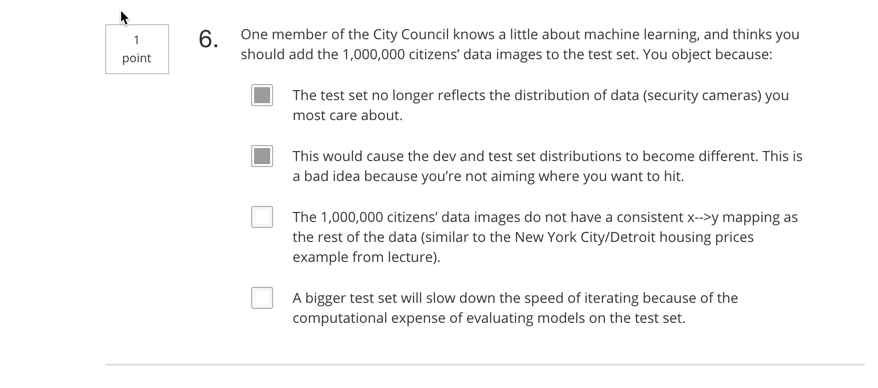 1
point
6.
One member of the City Council knows a little about machine learning, and thinks you
should add the 1,000,000 citizens’ data images to the test set. You object because:
The test set no longer reflects the distribution of data (security cameras) you
most care about.
This would cause the dev and test set distributions to become different. This is
a bad idea because you’re not aiming where you want to hit.
The 1,000,000 citizens’ data images do not have a consistent x-->y mapping as
the rest of the data (similar to the New York City/Detroit housing prices
example from lecture).
A bigger test set will slow down the speed of iterating because of the
computational expense of evaluating models on the test set.